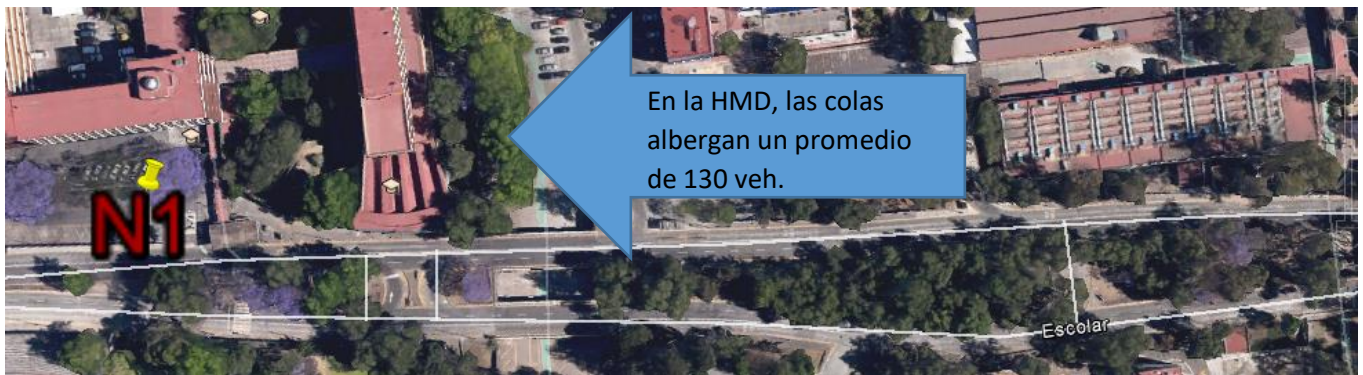 En la HMD, las colas
albergan un promedio
de 130 veh.
N1
Escolar